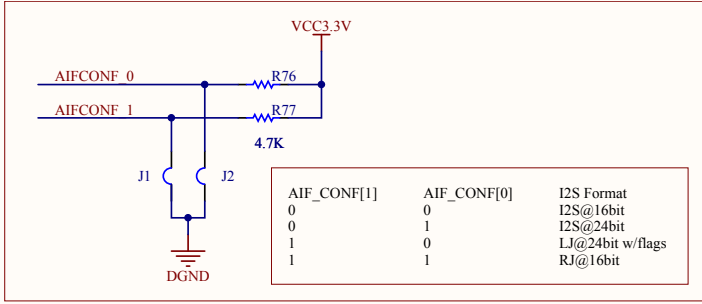 VCC3.3V
AIFCONF_0
R76
AIFCONF_1
R77
4.7K
J1
J2
DGND
AIF_CONF[1] AIF_CONF[0] I2S Format
0 0 I2S@16bit
0 1 I2S@24bit
1 0 LJ@24bit w/flags
1 1 RJ@16bit